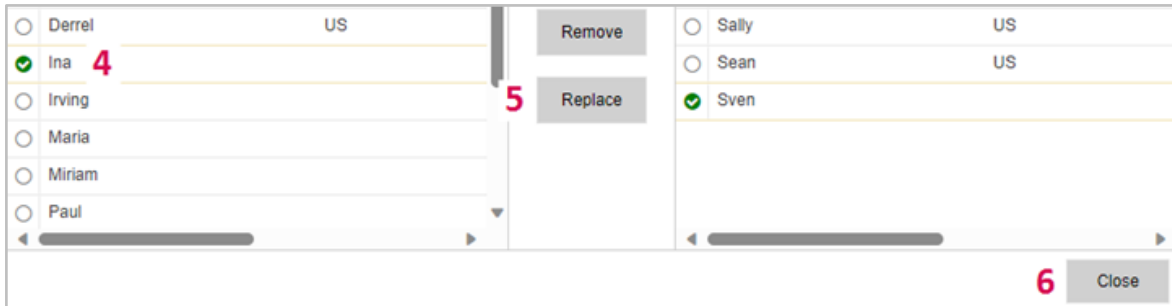 Derrel US
Ina 4
Irving
Maria
Miriam
Paul
Remove
5 Replace
Sally US
Sean US
Sven
6 Close